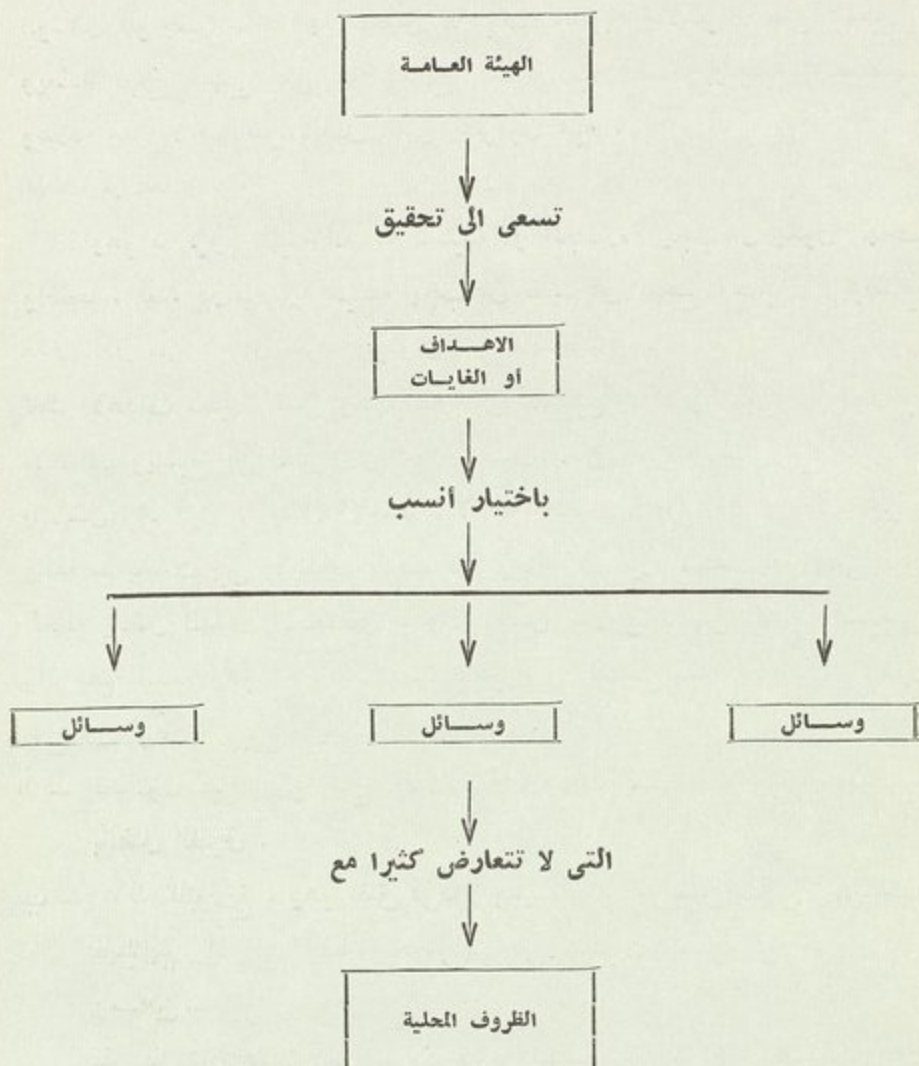 الهيئة العامة
تسعى الى تحقيق
الاهداف
أو الغايات
باختيار أنسب
وسائل
وسائل
وسائل
التى لا تتعارض كثيرا مع
الظروف المحلية